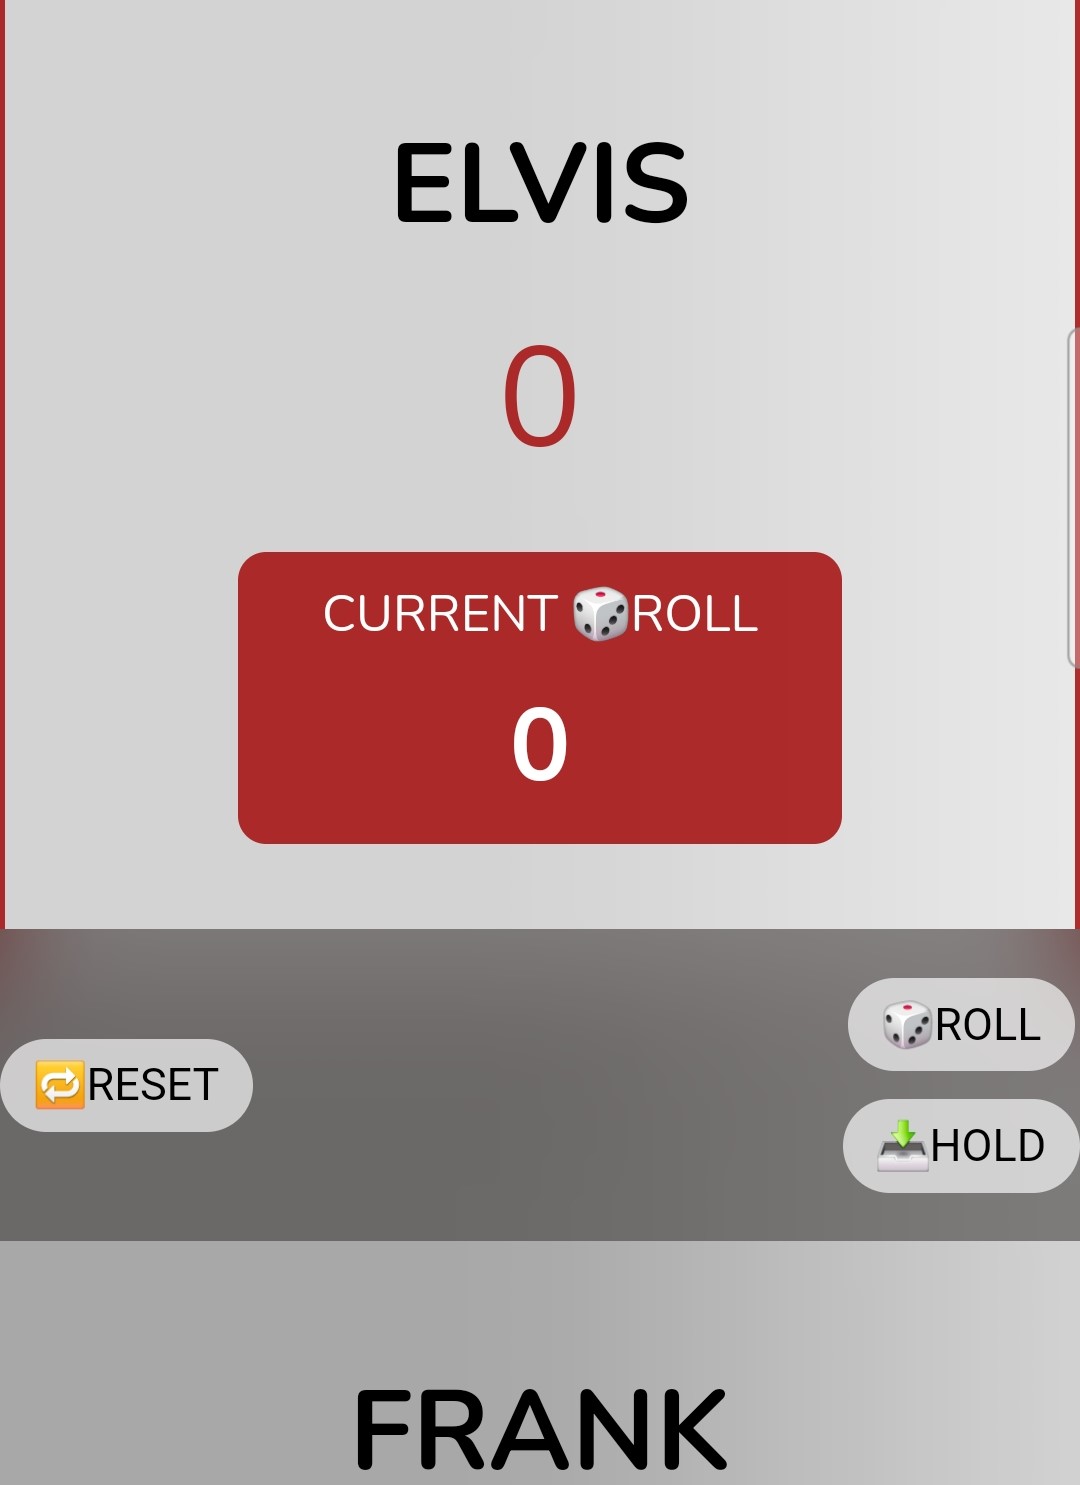 ELVIS
0
CURRENT 🎲ROLL
0
🎲ROLL
🔁RESET
📥HOLD
FRANK